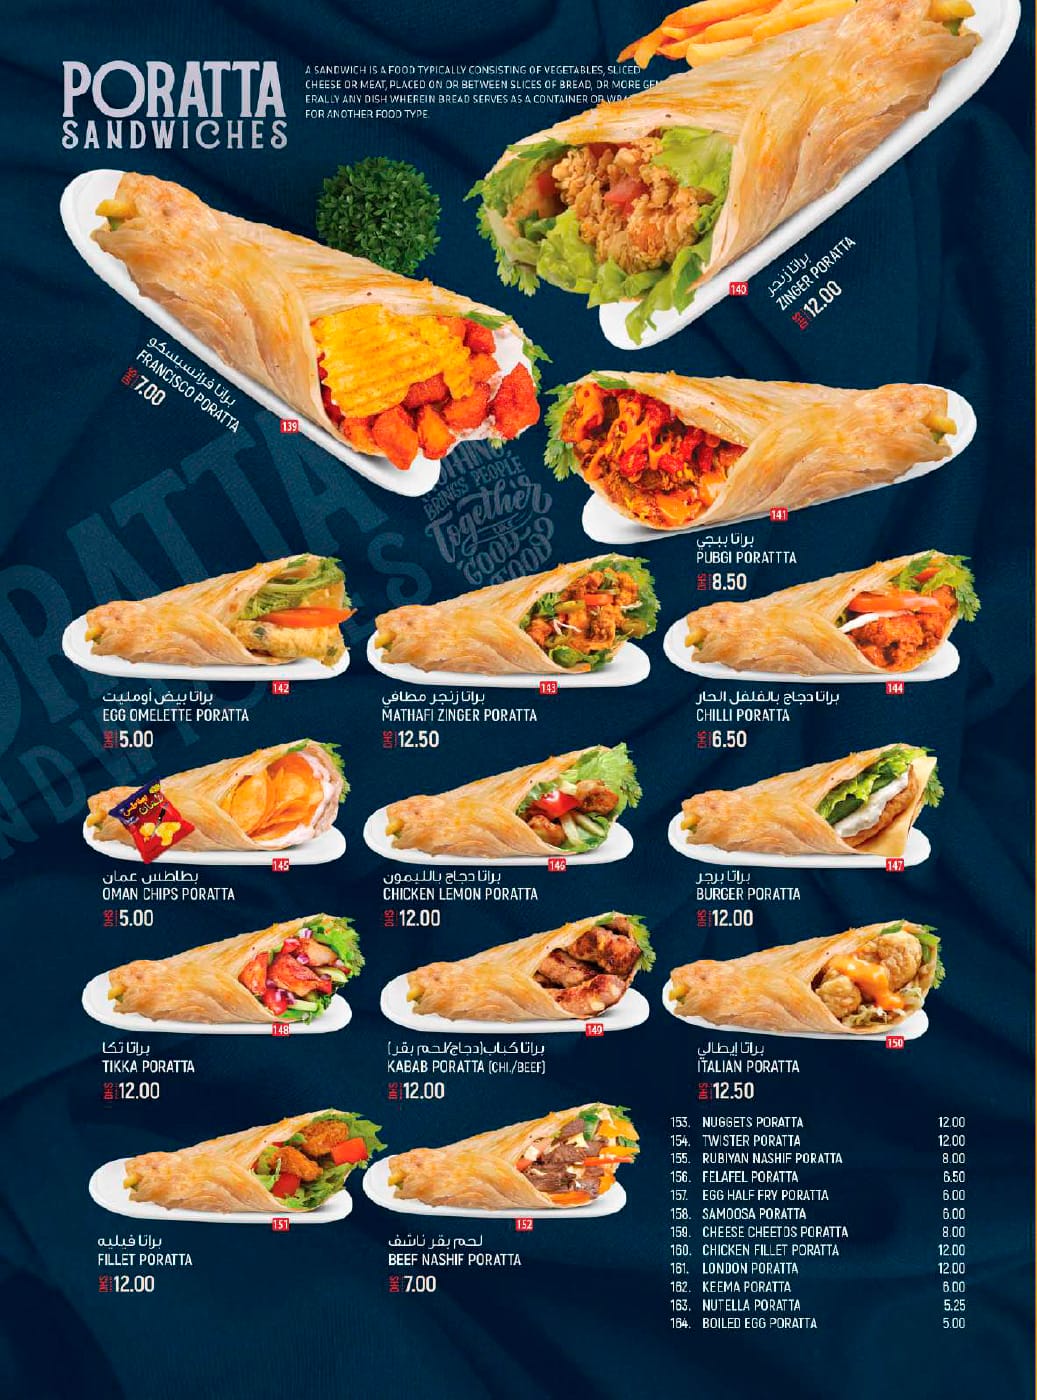 PORATTA
SANDWICHES
A SANDWICH IS A FOOD TYPICALLY CONSISTING OF VEGETABLES, SLICED
CHEESE OR MEAT, PLACED ON OR BETWEEN SLICES OF BREAD, OR MORE GEN
ERALLY ANY DISH WHEREIN BREAD SERVES AS A CONTAINER OR
FOR ANOTHER FOOD TYPE.
140
براتا زنجر
ZINGER PORATTA
DHS 12.00
براتا فرانسيسكو
FRANCISCO PORATTA
DHS 7.00
139
BRINGS PEOPLE
Together
LIKE
GOOD
FOOD
141
براتا ببجي
PUBGI PORATTTA
DHS 8.50
142
براتا بيض أومليت
EGG OMELETTE PORATTA
DHS 5.00
143
براتا زنجر مطافي
MATHAFI ZINGER PORATTA
DHS 12.50
144
براتا دجاج بالفلفل الحار
CHILLI PORATTA
DHS 6.50
145
بطاطس عمان
OMAN CHIPS PORATTA
DHS 5.00
146
براتا دجاج بالليمون
CHICKEN LEMON PORATTA
DHS 12.00
147
براتا برجر
BURGER PORATTA
DHS 12.00
148
براتا تكا
TIKKA PORATTA
DHS 12.00
149
براتا كباب(دجاج/لحم بقر)
KABAB PORATTA (CHI./BEEF)
DHS 12.00
150
براتا إيطالي
ITALIAN PORATTA
DHS 12.50
151
براتا فيليه
FILLET PORATTA
DHS 12.00
152
لحم بقر ناشف
BEEF NASHIF PORATTA
DHS 7.00
153. NUGGETS PORATTA 12.00
154. TWISTER PORATTA 12.00
155. RUBIYAN NASHIF PORATTA 8.00
156. FELAFEL PORATTA 6.50
157. EGG HALF FRY PORATTA 6.00
158. SAMOOSA PORATTA 6.00
159. CHEESE CHEETOS PORATTA 8.00
160. CHICKEN FILLET PORATTA 12.00
161. LONDON PORATTA 12.00
162. KEEMA PORATTA 6.00
163. NUTELLA PORATTA 5.25
164. BOILED EGG PORATTA 5.00